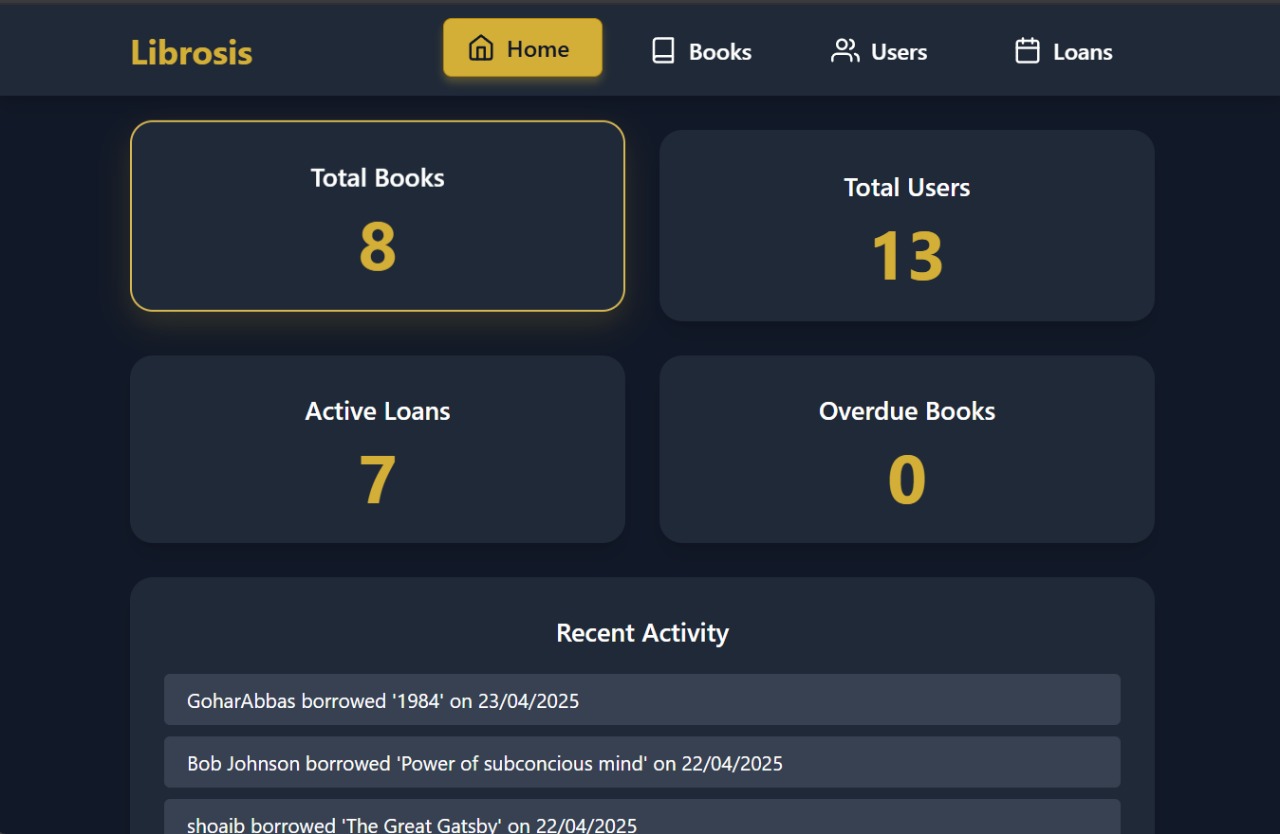 Librosis
Home
Books
Users
Loans
Total Books
8
Total Users
13
Active Loans
7
Overdue Books
0
Recent Activity
GoharAbbas borrowed '1984' on 23/04/2025
Bob Johnson borrowed 'Power of subconcious mind' on 22/04/2025
shoaib borrowed 'The Great Gatsby' on 22/04/2025